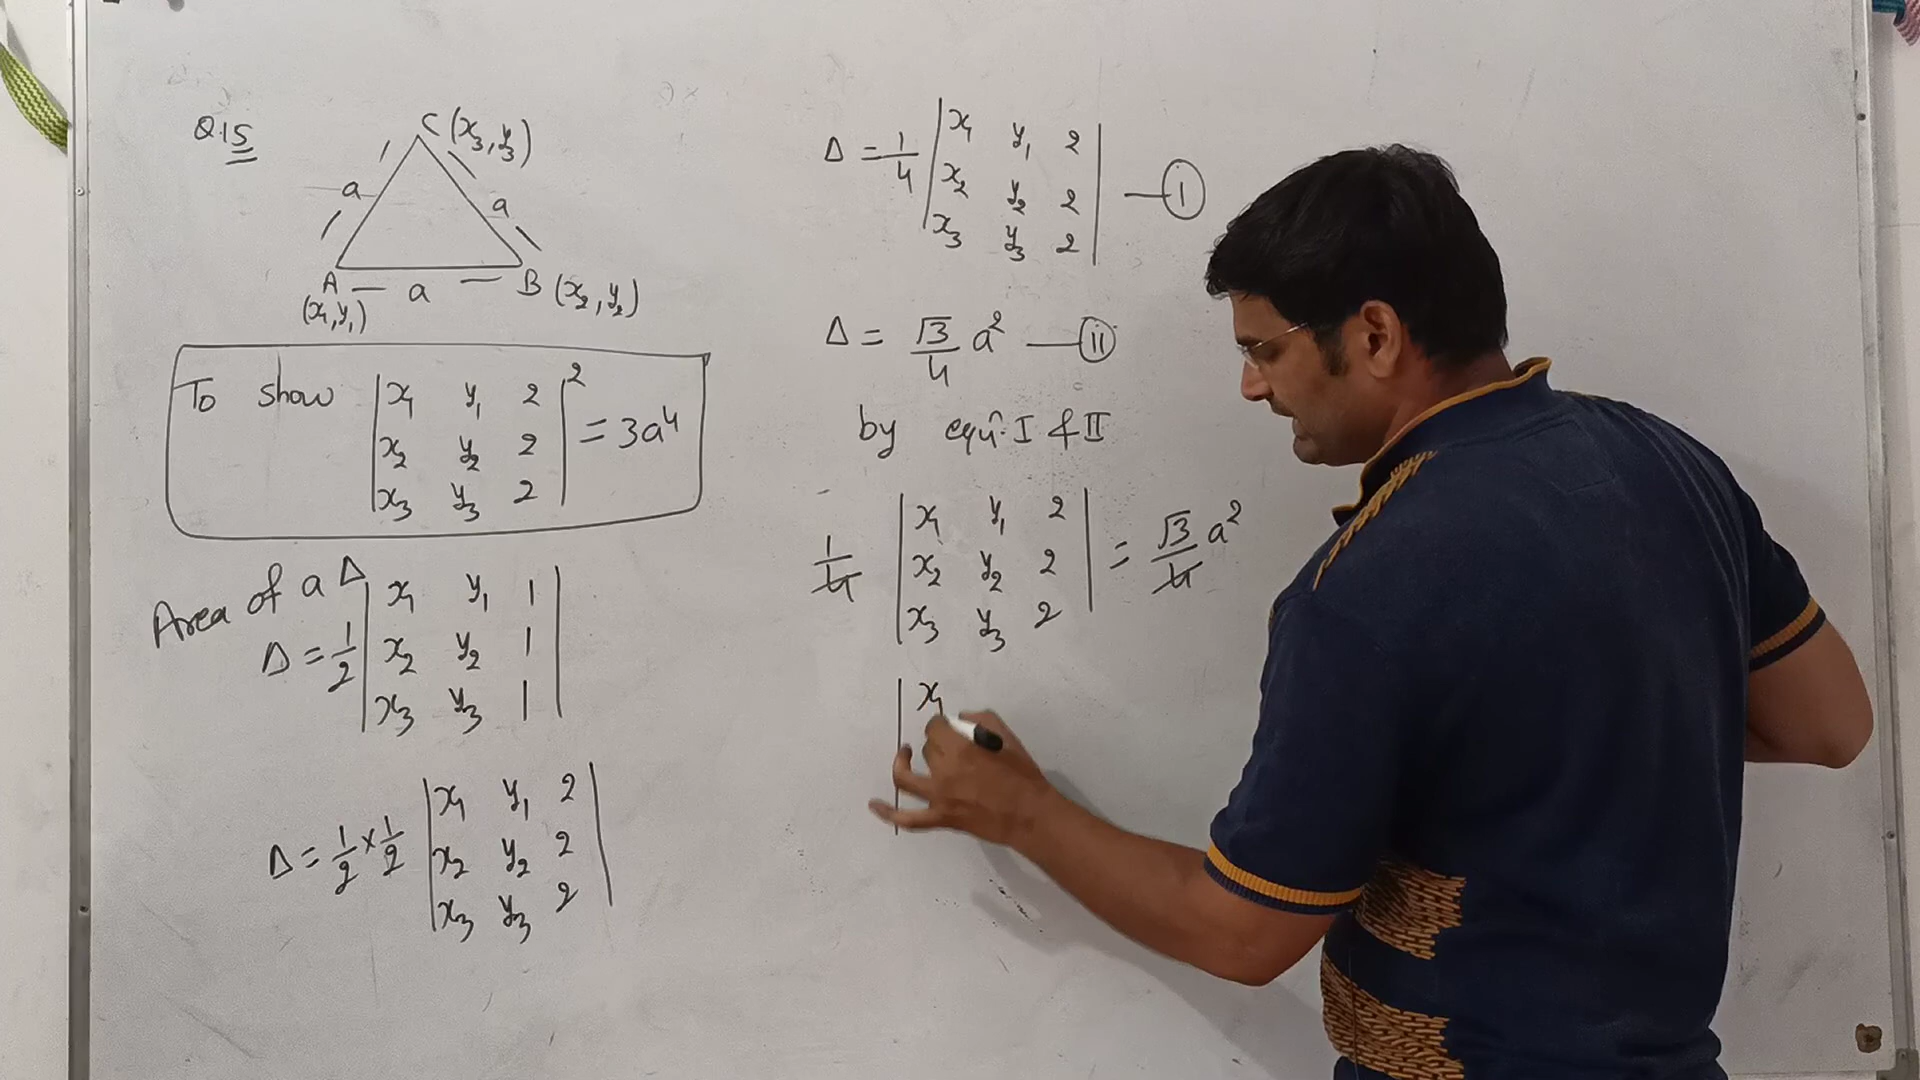 Q.15
C (x₃, y₃)
a
a
A
a
B (x₂, y₂)
(x₁, y₁)
To show | x₁ y₁ 2 |² = 3a⁴
| x₂ y₂ 2 |
| x₃ y₃ 2 |
Area of a Δ
Δ = 1/2 | x₁ y₁ 1 |
| x₂ y₂ 1 |
| x₃ y₃ 1 |
Δ = 1/2 × 1/2 | x₁ y₁ 2 |
| x₂ y₂ 2 |
| x₃ y₃ 2 |
Δ = 1/4 | x₁ y₁ 2 | — I
| x₂ y₂ 2 |
| x₃ y₃ 2 |
Δ = √3/4 a² — II
by equn. I & II
1/4 | x₁ y₁ 2 | = √3/4 a²
| x₂ y₂ 2 |
| x₃ y₃ 2 |
| x₁